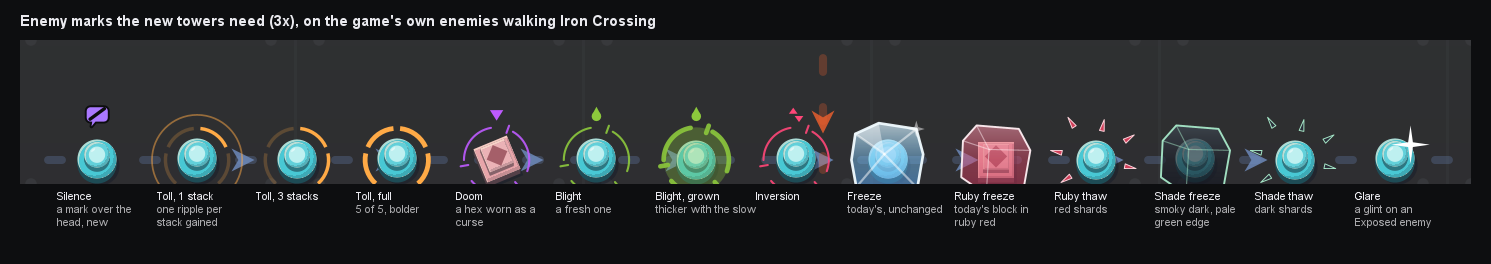 Enemy marks the new towers need (3x), on the game's own enemies walking Iron Crossing
Silence
a mark over the
head, new
Toll, 1 stack
one ripple per
stack gained
Toll, 3 stacks
Toll, full
5 of 5, bolder
Doom
a hex worn as a
curse
Blight
a fresh one
Blight, grown
thicker with the slow
Inversion
Freeze
today's, unchanged
Ruby freeze
today's block in
ruby red
Ruby thaw
red shards
Shade freeze
smoky dark, pale
green edge
Shade thaw
dark shards
Glare
a glint on an
Exposed enemy